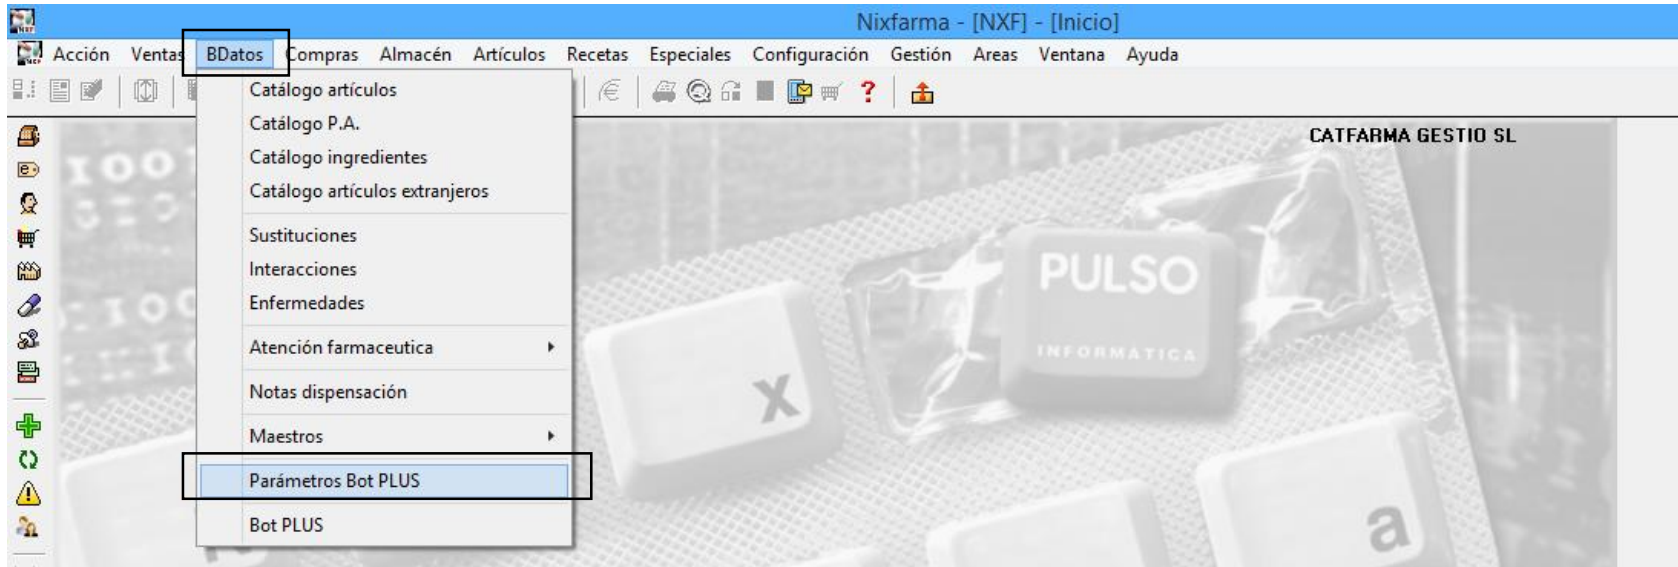 Nixfarma - [NXF] - [Inicio]
Acción Ventas BDatos Compras Almacén Artículos Recetas Especiales Configuración Gestión Areas Ventana Ayuda
Catálogo artículos
Catálogo P.A.
Catálogo ingredientes
Catálogo artículos extranjeros
Sustituciones
Interacciones
Enfermedades
Atención farmaceutica
Notas dispensación
Maestros
Parámetros Bot PLUS
Bot PLUS
CATFARMA GESTIO SL
PULSO
INFORMATICA
X
a